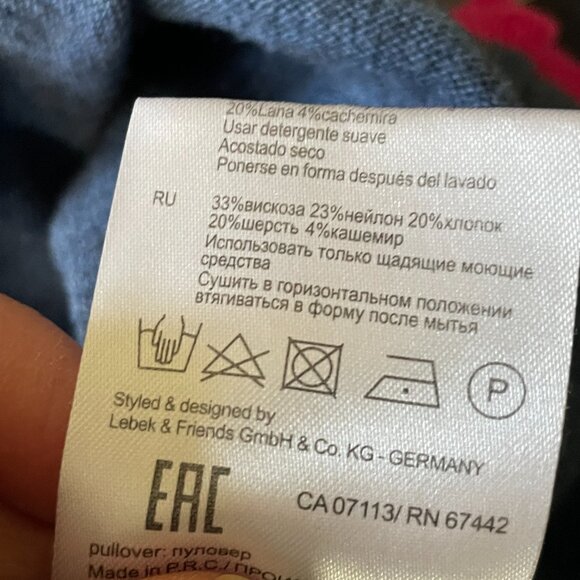 20%Lana 4%cachemira
Usar detergente suave
Acostado seco
Ponerse en forma después del lavado
RU
33%вискоза 23%нейлон 20%хлопок
20%шерсть 4%кашемир
Использовать только щадящие моющие
средства
Сушить в горизонтальном положении
втягиваться в форму после мытья
P
Styled & designed by
Lebek & Friends GmbH & Co. KG - GERMANY
EAC
CA 07113/ RN 67442
pullover: пуловер
Made in P.R.C./